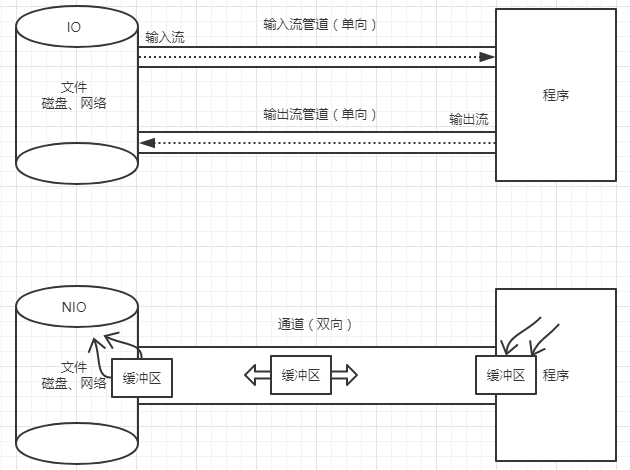 IO
输入流管道（单向）
输入流
文件
磁盘、网络
程序
输出流管道（单向）
输出流
NIO
通道（双向）
文件
磁盘、网络
缓冲区
缓冲区
缓冲区
程序